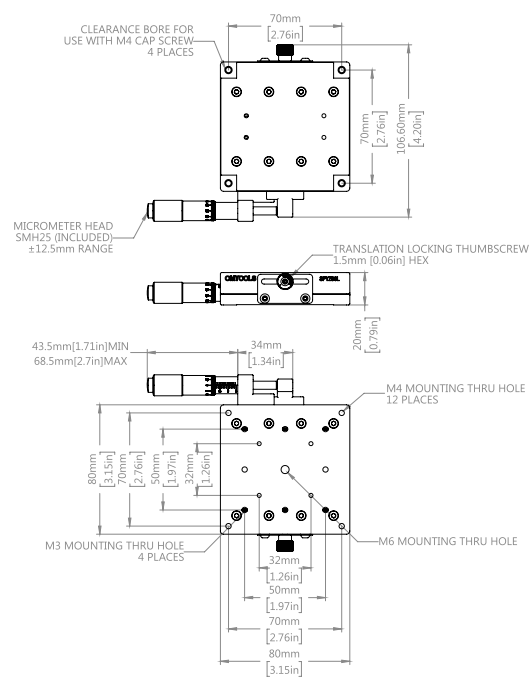 70mm
[2.76in]
CLEARANCE BORE FOR
USE WITH M4 CAP SCREW
4 PLACES
70mm
[2.76in]
106.60mm
[4.20in]
MICROMETER HEAD
SMH25 (INCLUDED)
±12.5mm RANGE
TRANSLATION LOCKING THUMBSCREW
1.5mm [0.06in] HEX
OMTOOLS
20mm
[0.79in]
43.5mm[1.71in]MIN
68.5mm[2.7in]MAX
34mm
[1.34in]
M4 MOUNTING THRU HOLE
12 PLACES
80mm
[3.15in]
70mm
[2.76in]
50mm
[1.97in]
32mm
[1.26in]
M3 MOUNTING THRU HOLE
4 PLACES
M6 MOUNTING THRU HOLE
32mm
[1.26in]
50mm
[1.97in]
70mm
[2.76in]
80mm
[3.15in]